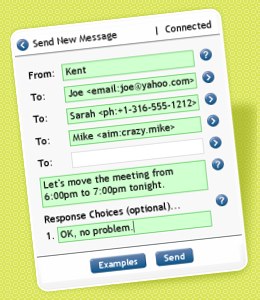 Send New Message | Connected
From: Kent
To: Joe <email:joe@yahoo.com>
To: Sarah <ph:+1-316-555-1212>
To: Mike <aim:crazy.mike>
To:
Let's move the meeting from
6:00pm to 7:00pm tonight.
Response Choices (optional)...
1. OK, no problem.
Examples Send